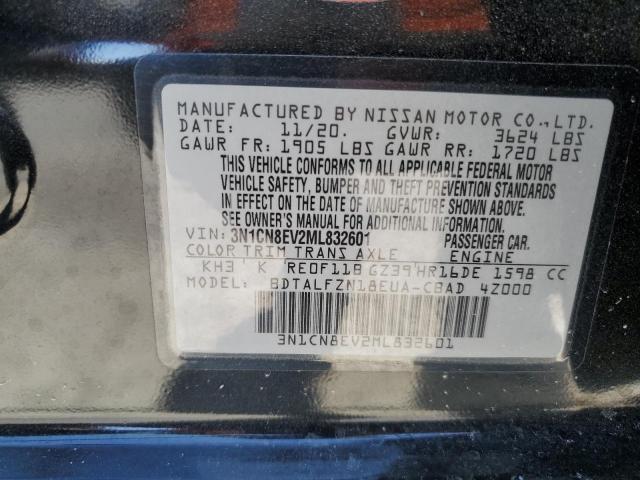 MANUFACTURED BY NISSAN MOTOR CO.,LTD.
DATE: 11/20. GVWR: 3624 LBS
GAWR FR: 1905 LBS GAWR RR: 1720 LBS
THIS VEHICLE CONFORMS TO ALL APPLICABLE FEDERAL MOTOR
VEHICLE SAFETY, BUMPER AND THEFT PREVENTION STANDARDS
IN EFFECT ON THE DATE OF MANUFACTURE SHOWN ABOVE.
SEE OWNER'S MANUAL FOR ADDITIONAL INFORMATION.
VIN: 3N1CN8EV2ML832601 PASSENGER CAR.
COLOR TRIM TRANS AXLE ENGINE
KH3 K RE0F11B GZ39 HR16DE 1598 CC
MODEL: BDTALFZN18EUA-CBAD 4Z000
3N1CN8EV2ML832601